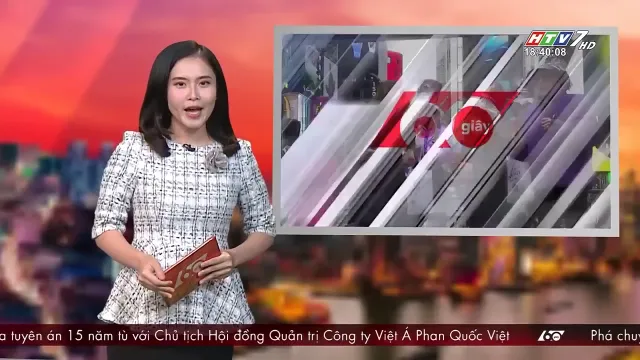 HTV7 HD
18:40:08
60 giây
a tuyên án 15 năm tù với Chủ tịch Hội đồng Quản trị Công ty Việt Á Phan Quốc Việt 60 Phá chu